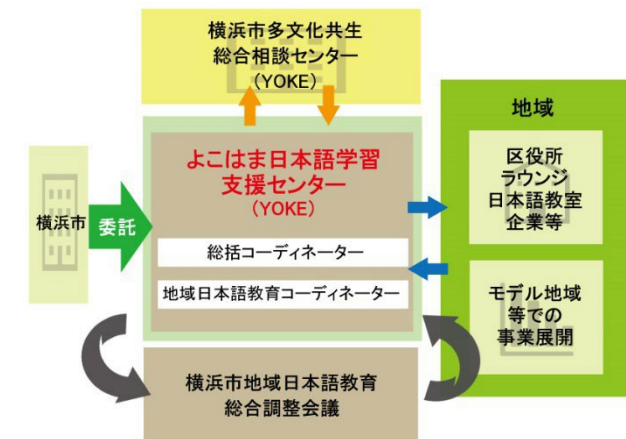 横浜市多文化共生
総合相談センター
(YOKE)
横浜市
委託
よこはま日本語学習
支援センター
(YOKE)
総括コーディネーター
地域日本語教育コーディネーター
地域
区役所
ラウンジ
日本語教室
企業等
モデル地域
等での
事業展開
横浜市地域日本語教育
総合調整会議